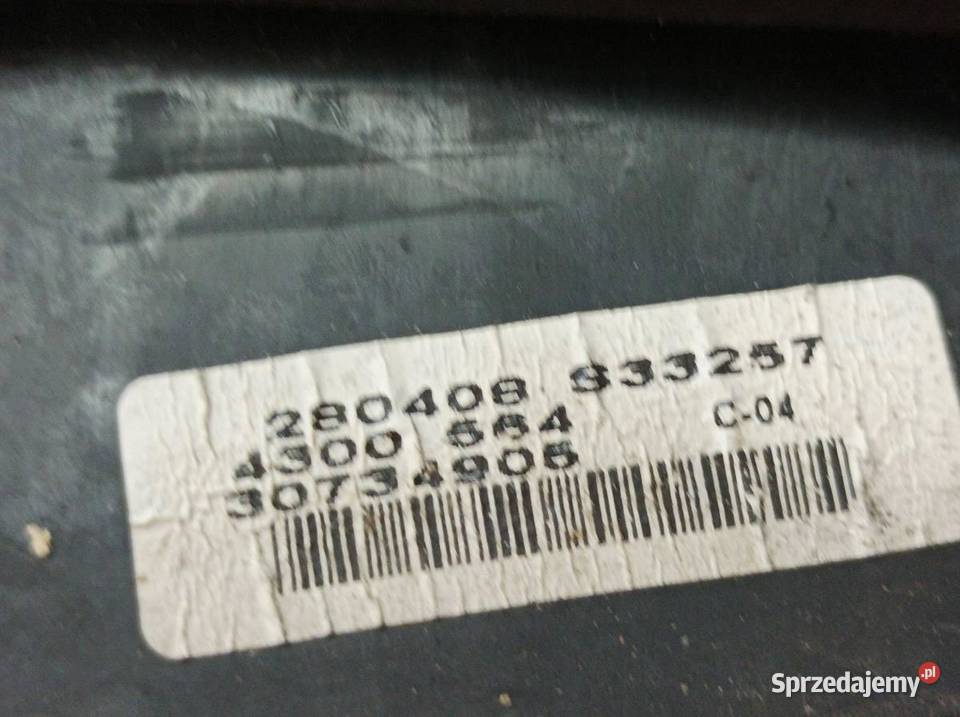 280408 S33257
4300 564 C-04
30734905
Sprzedajemy.pl